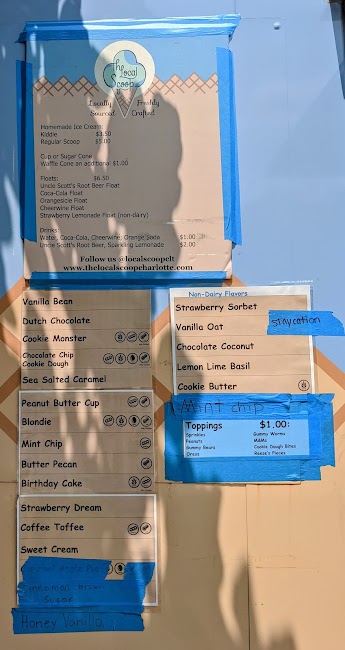 The Local Scoop
Locally Sourced
Freshly Crafted
Homemade Ice Cream:
Kiddie $3.50
Regular Scoop $5.00
Cup or Sugar Cone
Waffle Cone an additional $1.00
Floats: $6.50
Uncle Scott's Root Beer Float
Coca-Cola Float
Orangesicle Float
Cheerwine Float
Strawberry Lemonade Float (non-dairy)
Drinks:
Water, Coca-Cola, Cheerwine, Orange Soda $1.00
Uncle Scott's Root Beer, Sparkling Lemonade $2.00
Follow us @localscoopclt
www.thelocalscoopcharlotte.com
Vanilla Bean
Dutch Chocolate
Cookie Monster
Chocolate Chip
Cookie Dough
Sea Salted Caramel
Peanut Butter Cup
Blondie
Mint Chip
Butter Pecan
Birthday Cake
Strawberry Dream
Coffee Toffee
Sweet Cream
Sugar
Honey Vanilla
Non-Dairy Flavors
Strawberry Sorbet
Vanilla Oat
staycation
Chocolate Coconut
Lemon Lime Basil
Cookie Butter
Mint chip
Toppings $1.00:
Sprinkles
Peanuts
Gummy Bears
Oreos
Gummy Worms
M&Ms
Cookie Dough Bites
Reese's Pieces